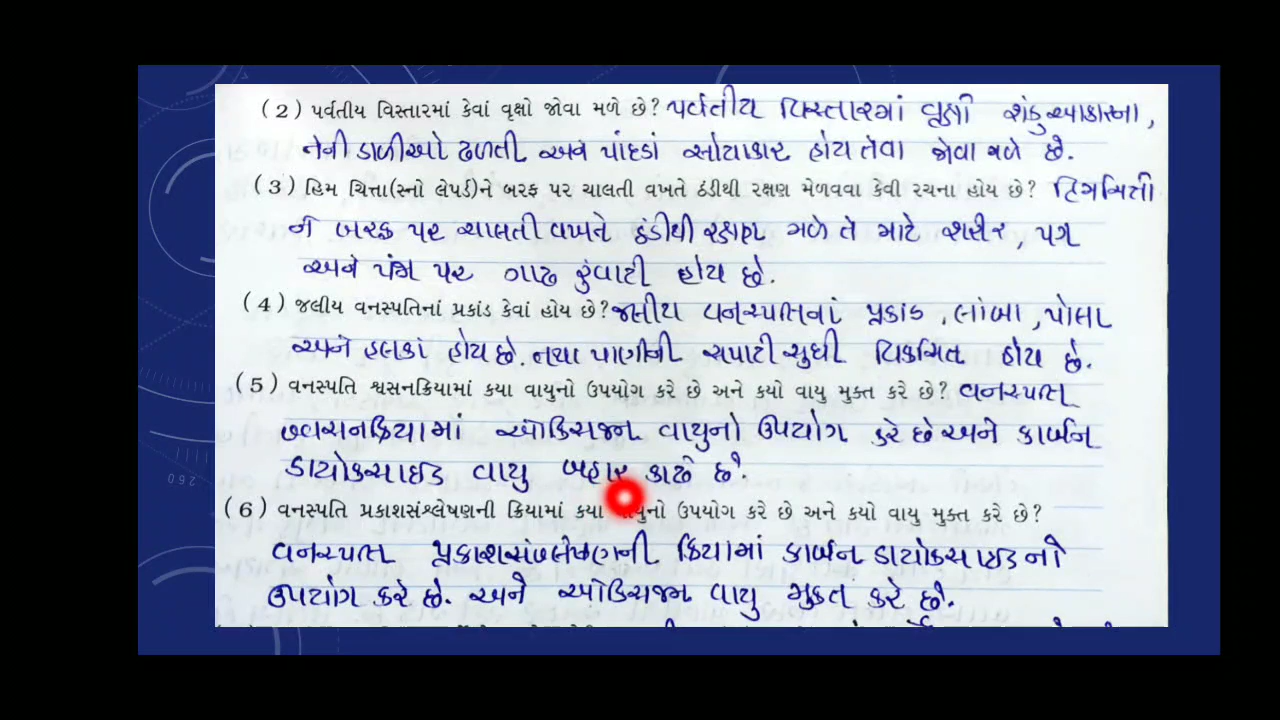 (2) પર્વતીય વિસ્તારમાં કેવાં વૃક્ષો જોવા મળે છે? પર્વતીય વિસ્તારમાં વૃક્ષો શંકુઆકારના,
તેની ડાળીઓ ઢળતી અને પાંદડાં સોયાકાર હોય તેવા જોવા મળે છે.
(3) હિમ ચિત્તા(સ્નો લેપર્ડ)ને બરફ પર ચાલતી વખતે ઠંડીથી રક્ષણ મેળવવા કેવી રચના હોય છે? હિમચિત્તા
ને બરફ પર ચાલતી વખતે ઠંડીથી રક્ષણ મળે તે માટે શરીર, પગ
અને પંજા પર ગાઢ રુંવાટી હોય છે.
(4) જલીય વનસ્પતિનાં પ્રકાંડ કેવાં હોય છે? જલીય વનસ્પતિનાં પ્રકાંડ, લાંબા, પોલા
અને હલકાં હોય છે. તથા પાણીની સપાટી સુધી વિકસિત હોય છે.
(5) વનસ્પતિ શ્વસનક્રિયામાં કયા વાયુનો ઉપયોગ કરે છે અને કયો વાયુ મુક્ત કરે છે? વનસ્પતિ
શ્વસનક્રિયામાં ઓક્સિજન વાયુનો ઉપયોગ કરે છે અને કાર્બન
ડાયોક્સાઈડ વાયુ બહાર કાઢે છે.
(6) વનસ્પતિ પ્રકાશસંશ્લેષણની ક્રિયામાં કયા વાયુનો ઉપયોગ કરે છે અને કયો વાયુ મુક્ત કરે છે?
વનસ્પતિ પ્રકાશસંશ્લેષણની ક્રિયામાં કાર્બન ડાયોક્સાઇડ નો
ઉપયોગ કરે છે. અને ઓક્સિજન વાયુ મુક્ત કરે છે.
260